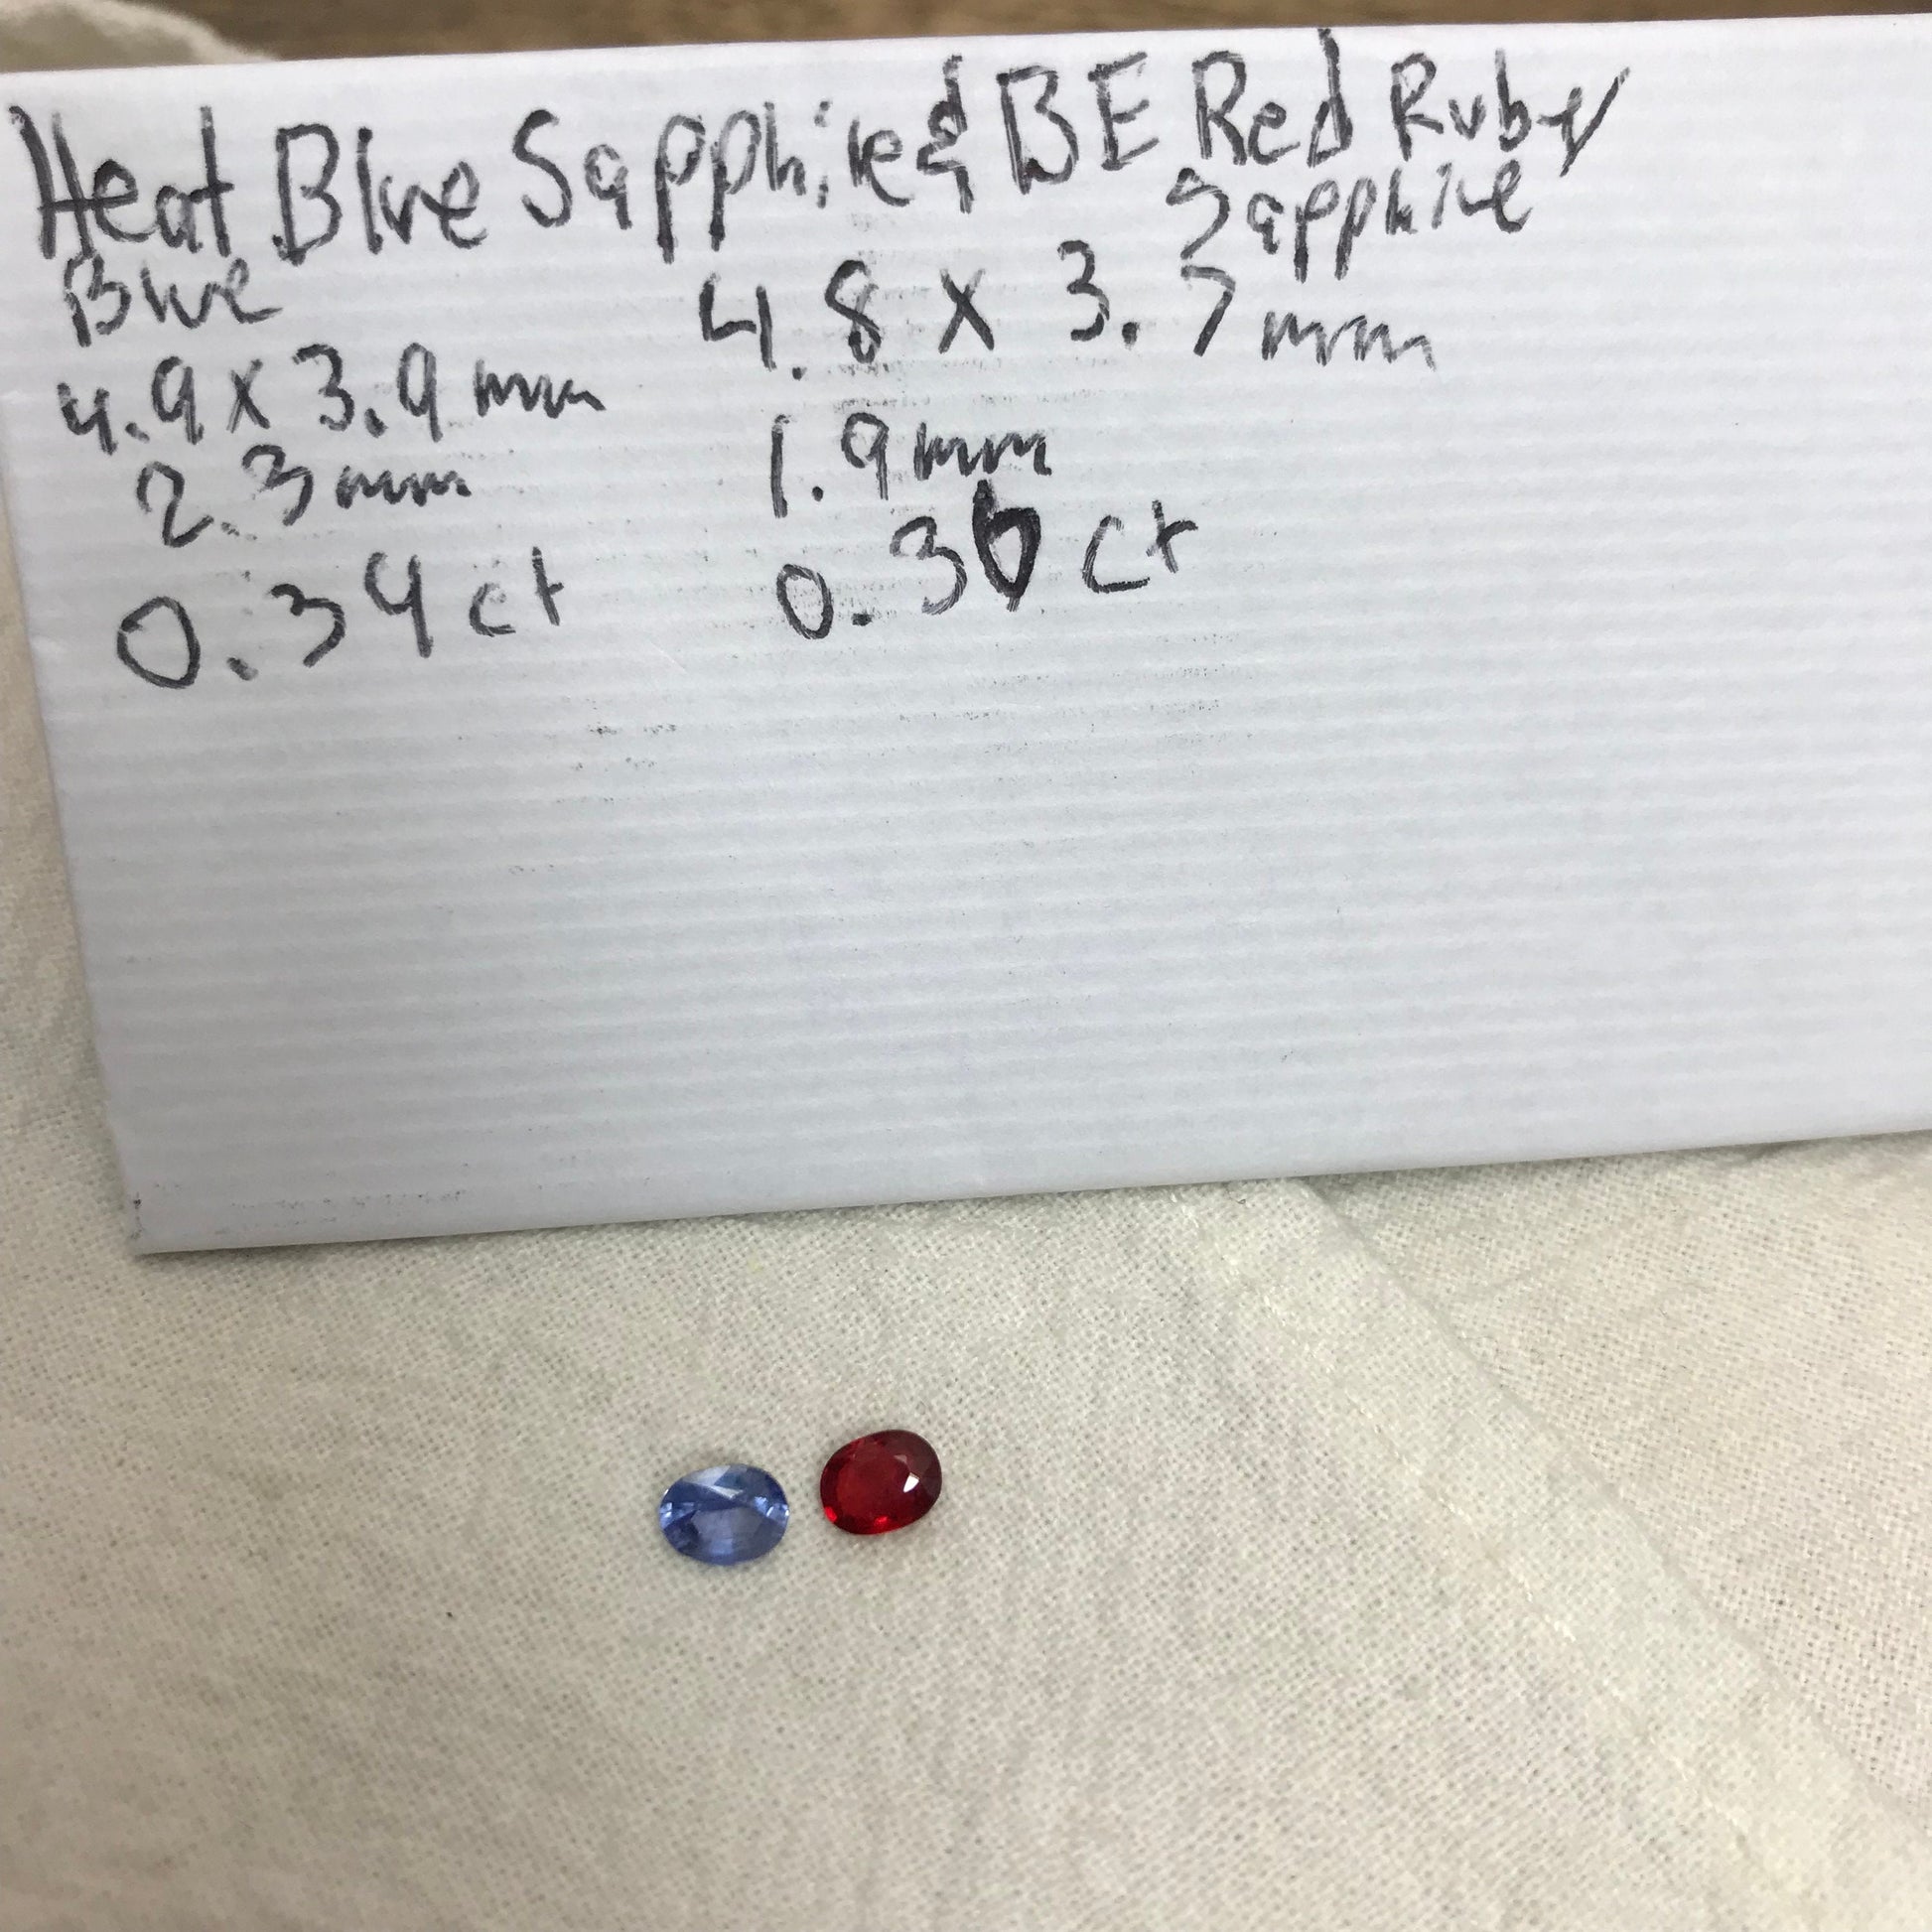 Heat Blue Sapphire & BE Red Ruby
Sapphire
Blue
4.9 x 3.9 mm
2.3 mm
0.34 ct
4.8 x 3.7 mm
1.9 mm
0.30 ct